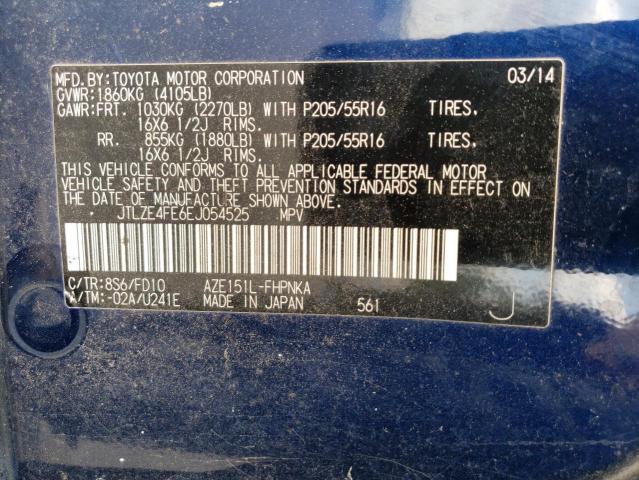 MFD. BY:TOYOTA MOTOR CORPORATION 03/14
GVWR:1860KG (4105LB)
GAWR:FRT. 1030KG (2270LB) WITH P205/55R16 TIRES.
16X6 1/2J RIMS.
RR. 855KG (1880LB) WITH P205/55R16 TIRES.
16X6 1/2J RIMS.
THIS VEHICLE CONFORMS TO ALL APPLICABLE FEDERAL MOTOR
VEHICLE SAFETY AND THEFT PREVENTION STANDARDS IN EFFECT ON
THE DATE OF MANUFACTURE SHOWN ABOVE.
JTLZE4FE6EJ054525 MPV
C/TR:8S6/FD10 AZE151L-FHPNKA
A/TM:-02A/U241E MADE IN JAPAN 561 J